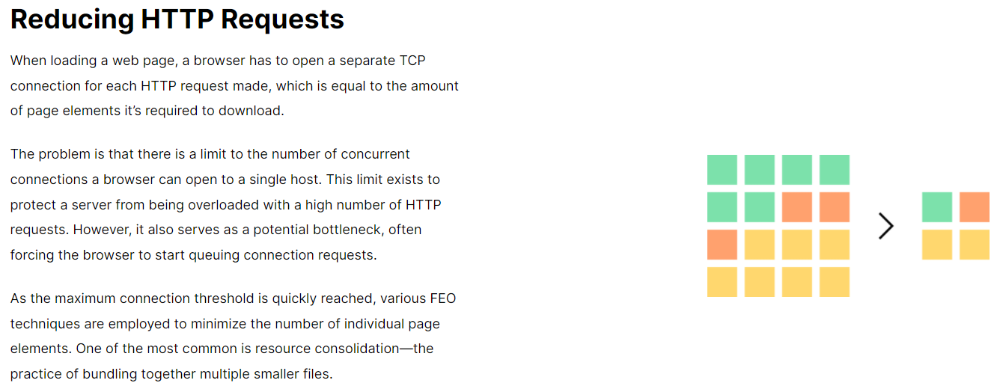 Reducing HTTP Requests
When loading a web page, a browser has to open a separate TCP
connection for each HTTP request made, which is equal to the amount
of page elements it’s required to download.
The problem is that there is a limit to the number of concurrent
connections a browser can open to a single host. This limit exists to
protect a server from being overloaded with a high number of HTTP
requests. However, it also serves as a potential bottleneck, often
forcing the browser to start queuing connection requests.
As the maximum connection threshold is quickly reached, various FEO
techniques are employed to minimize the number of individual page
elements. One of the most common is resource consolidation—the
practice of bundling together multiple smaller files.